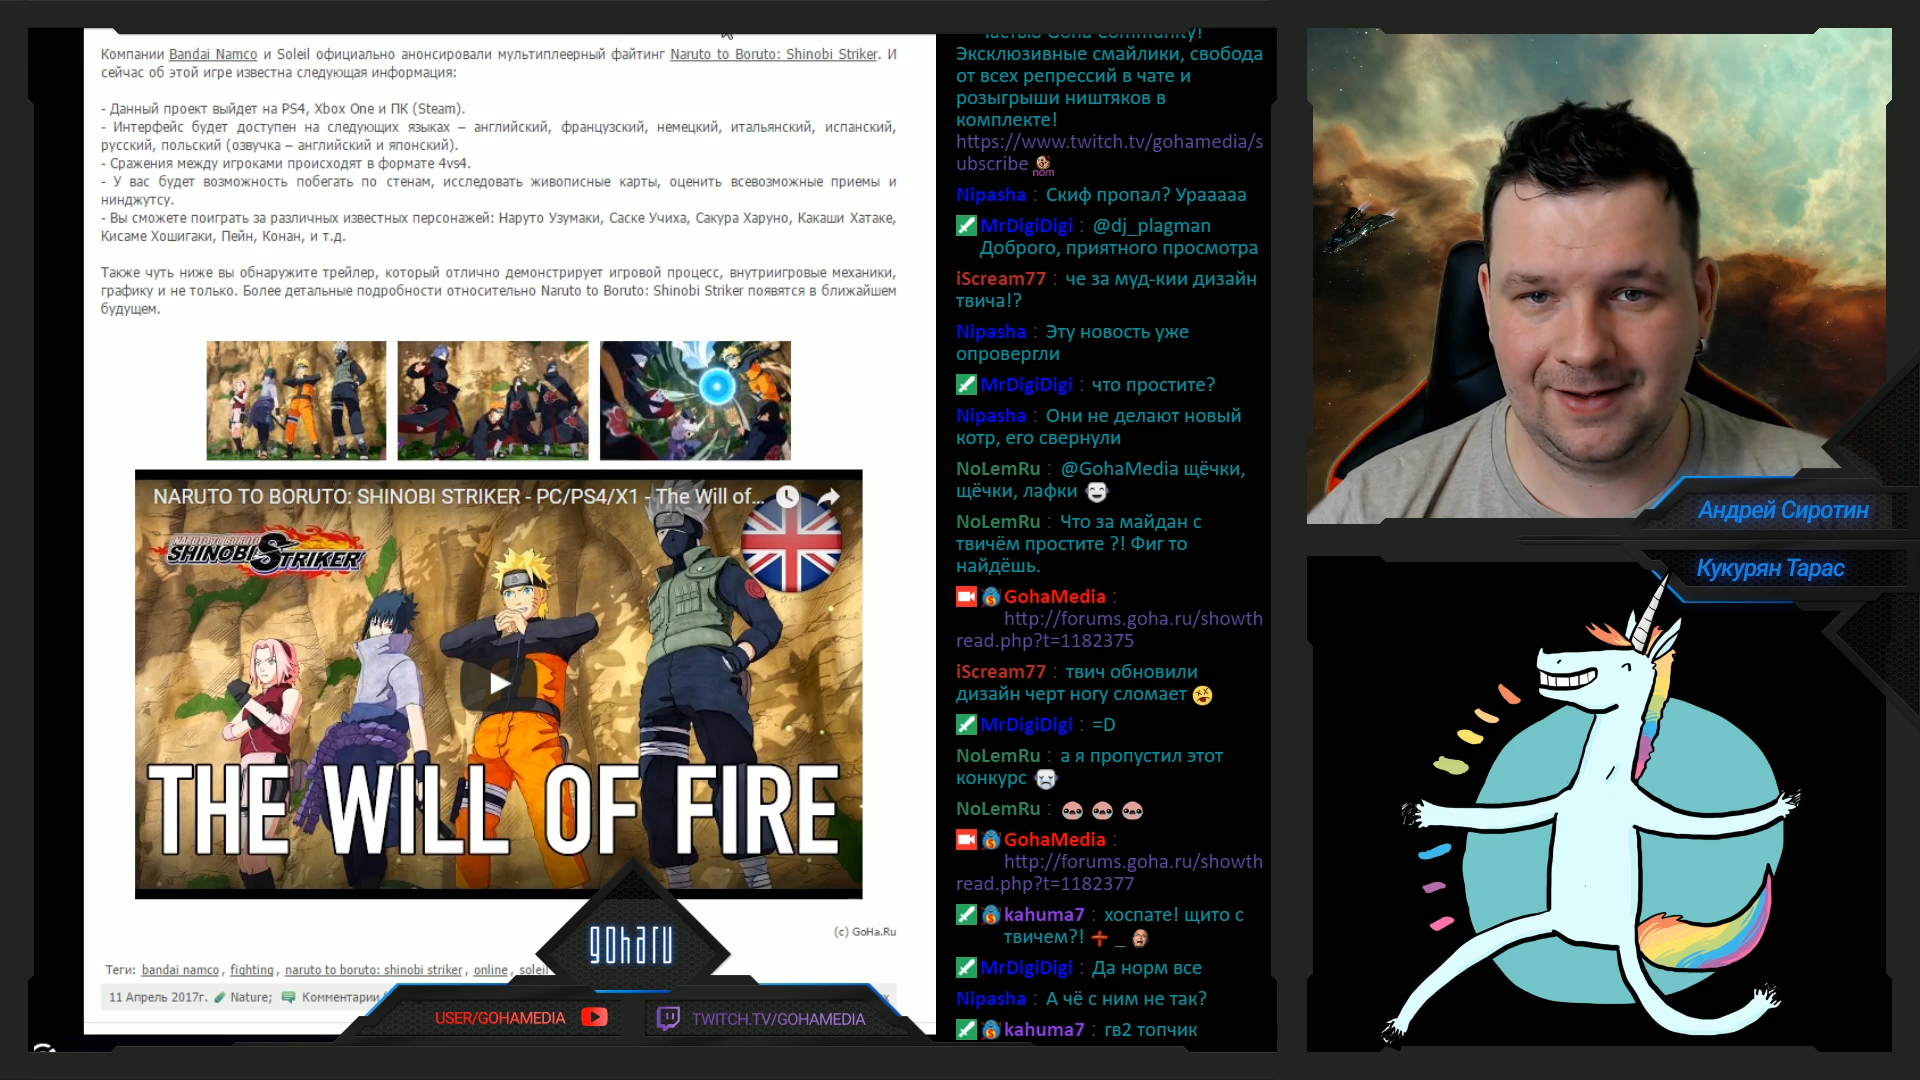 Компании Bandai Namco и Soleil официально анонсировали мультиплеерный файтинг Naruto to Boruto: Shinobi Striker. И
сейчас об этой игре известна следующая информация:
- Данный проект выйдет на PS4, Xbox One и ПК (Steam).
- Интерфейс будет доступен на следующих языках – английский, французский, немецкий, итальянский, испанский,
русский, польский (озвучка – английский и японский).
- Сражения между игроками происходят в формате 4vs4.
- У вас будет возможность побегать по стенам, исследовать живописные карты, оценить всевозможные приемы и
нинджутсу.
- Вы сможете поиграть за различных известных персонажей: Наруто Узумаки, Саске Учиха, Сакура Харуно, Какаши Хатаке,
Кисаме Хошигаки, Пейн, Конан, и т.д.
Также чуть ниже вы обнаружите трейлер, который отлично демонстрирует игровой процесс, внутриигровые механики,
графику и не только. Более детальные подробности относительно Naruto to Boruto: Shinobi Striker появятся в ближайшем
будущем.
NARUTO TO BORUTO: SHINOBI STRIKER - PC/PS4/X1 - The Will of...
NARUTO TO BORUTO
SHINOBI STRIKER
THE WILL OF FIRE
(c) GoHa.Ru
Теги: bandai namco, fighting, naruto to boruto: shinobi striker, online, soleil
11 Апрель 2017г. Nature; Комментарии
goharu
USER/GOHAMEDIA
TWITCH.TV/GOHAMEDIA
частью Goha Community!
Эксклюзивные смайлики, свобода
от всех репрессий в чате и
розыгрыши ништяков в
комплекте!
https://www.twitch.tv/gohamedia/s
ubscribe nom
Nipasha : Скиф пропал? Урааааа
MrDigiDigi : @dj_plagman
Доброго, приятного просмотра
iScream77 : че за муд-кии дизайн
твича!?
Nipasha : Эту новость уже
опровергли
MrDigiDigi : что простите?
Nipasha : Они не делают новый
котр, его свернули
NoLemRu : @GohaMedia щёчки,
щёчки, лафки
NoLemRu : Что за майдан с
твичём простите ?! Фиг то
найдёшь.
GohaMedia :
http://forums.goha.ru/showth
read.php?t=1182375
iScream77 : твич обновили
дизайн черт ногу сломает
MrDigiDigi : =D
NoLemRu : а я пропустил этот
конкурс
NoLemRu :
GohaMedia :
http://forums.goha.ru/showth
read.php?t=1182377
kahuma7 : хоспате! щито с
твичем?! _
MrDigiDigi : Да норм все
Nipasha : А чё с ним не так?
kahuma7 : гв2 топчик
Андрей Сиротин
Кукурян Тарас